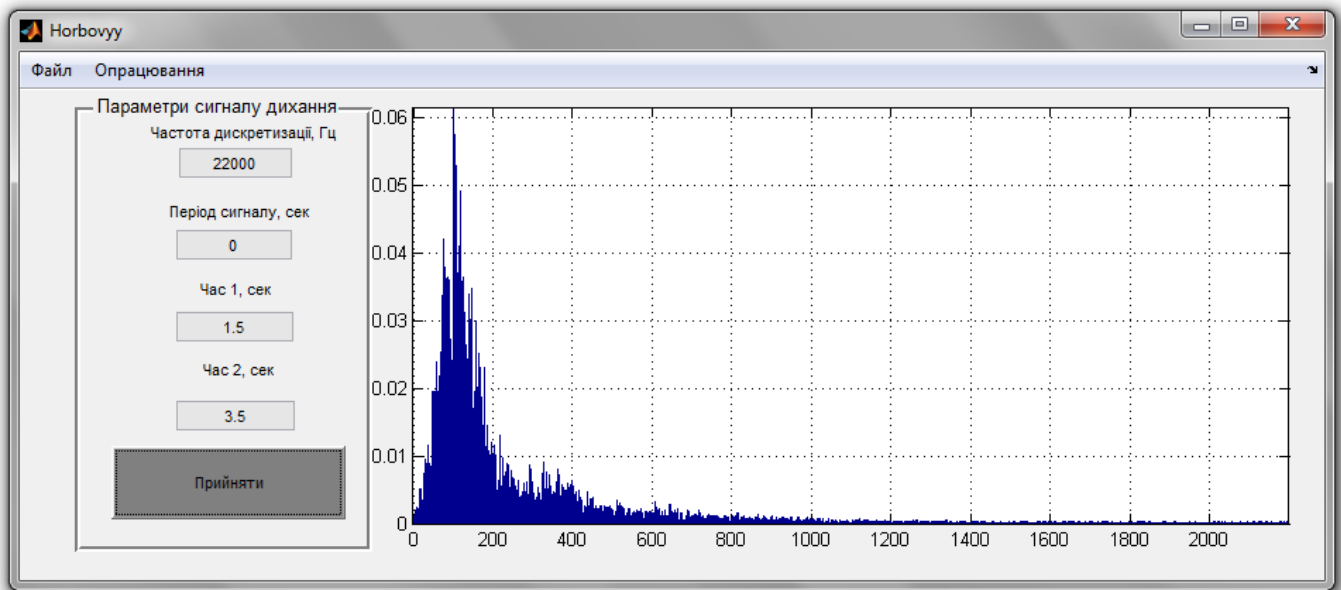 Horbovyy
Файл Опрацювання
Параметри сигналу дихання
Частота дискретизації, Гц
22000
Період сигналу, сек
0
Час 1, сек
1.5
Час 2, сек
3.5
Прийняти
0.06
0.05
0.04
0.03
0.02
0.01
0
0 200 400 600 800 1000 1200 1400 1600 1800 2000